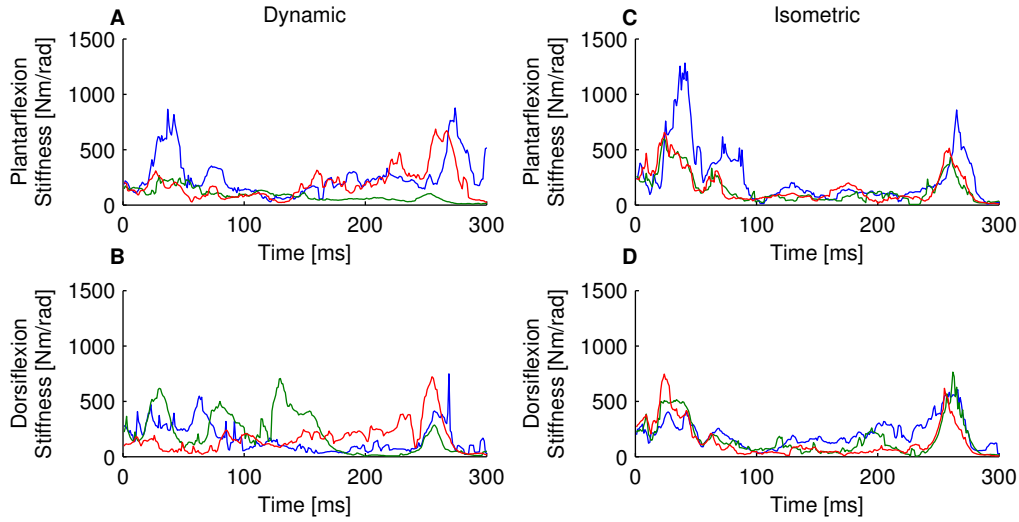 A
Dynamic
Plantarflexion
Stiffness [Nm/rad]
1500
1000
500
0
0
100
200
300
Time [ms]
C
Isometric
Plantarflexion
Stiffness [Nm/rad]
1500
1000
500
0
0
100
200
300
Time [ms]
B
Dorsiflexion
Stiffness [Nm/rad]
1500
1000
500
0
0
100
200
300
Time [ms]
D
Dorsiflexion
Stiffness [Nm/rad]
1500
1000
500
0
0
100
200
300
Time [ms]